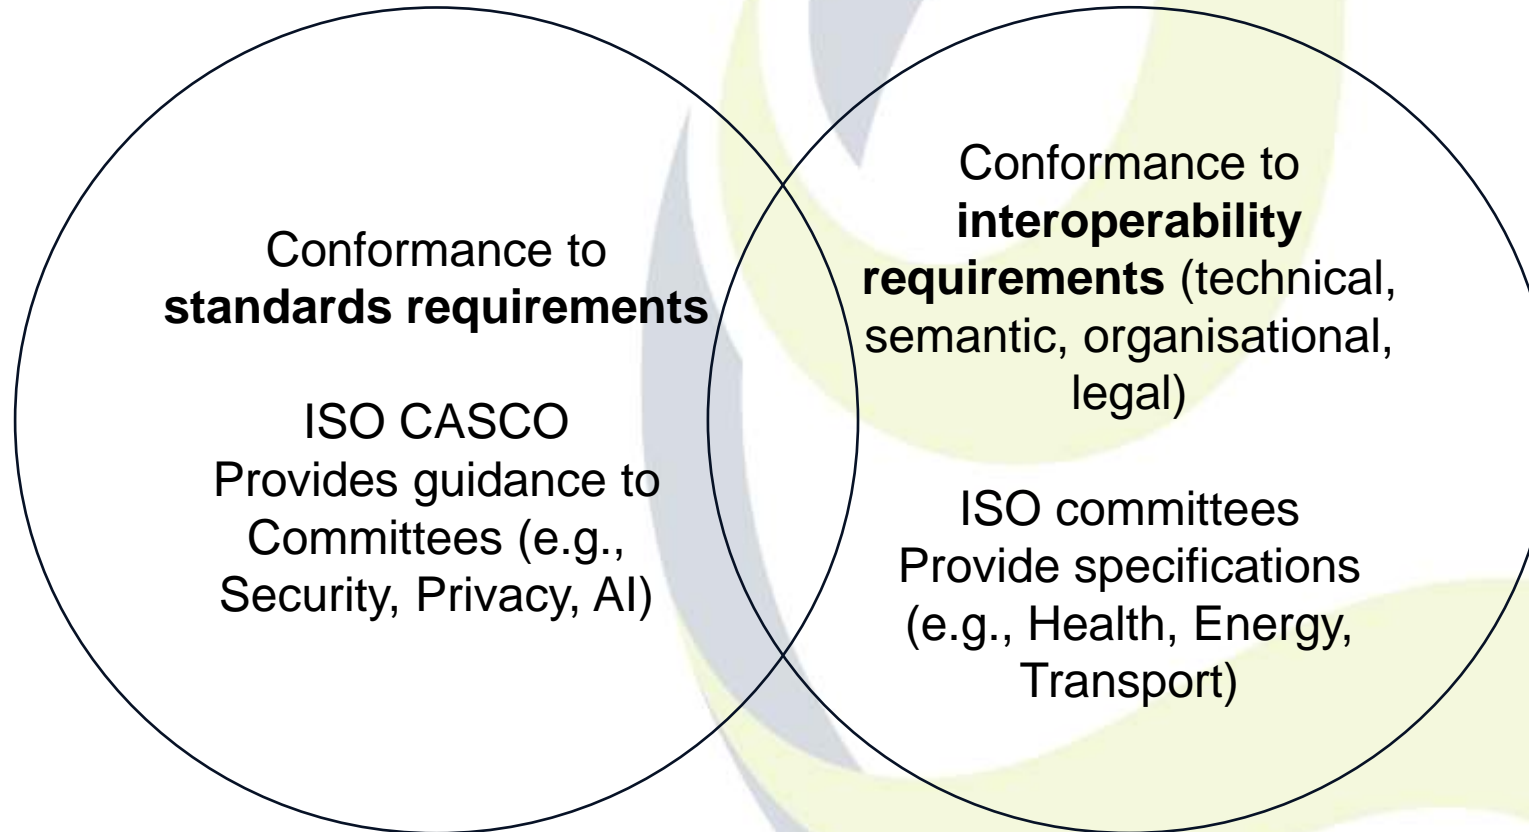 Conformance to
standards requirements
ISO CASCO
Provides guidance to
Committees (e.g.,
Security, Privacy, AI)
Conformance to
interoperability
requirements (technical,
semantic, organisational,
legal)
ISO committees
Provide specifications
(e.g., Health, Energy,
Transport)